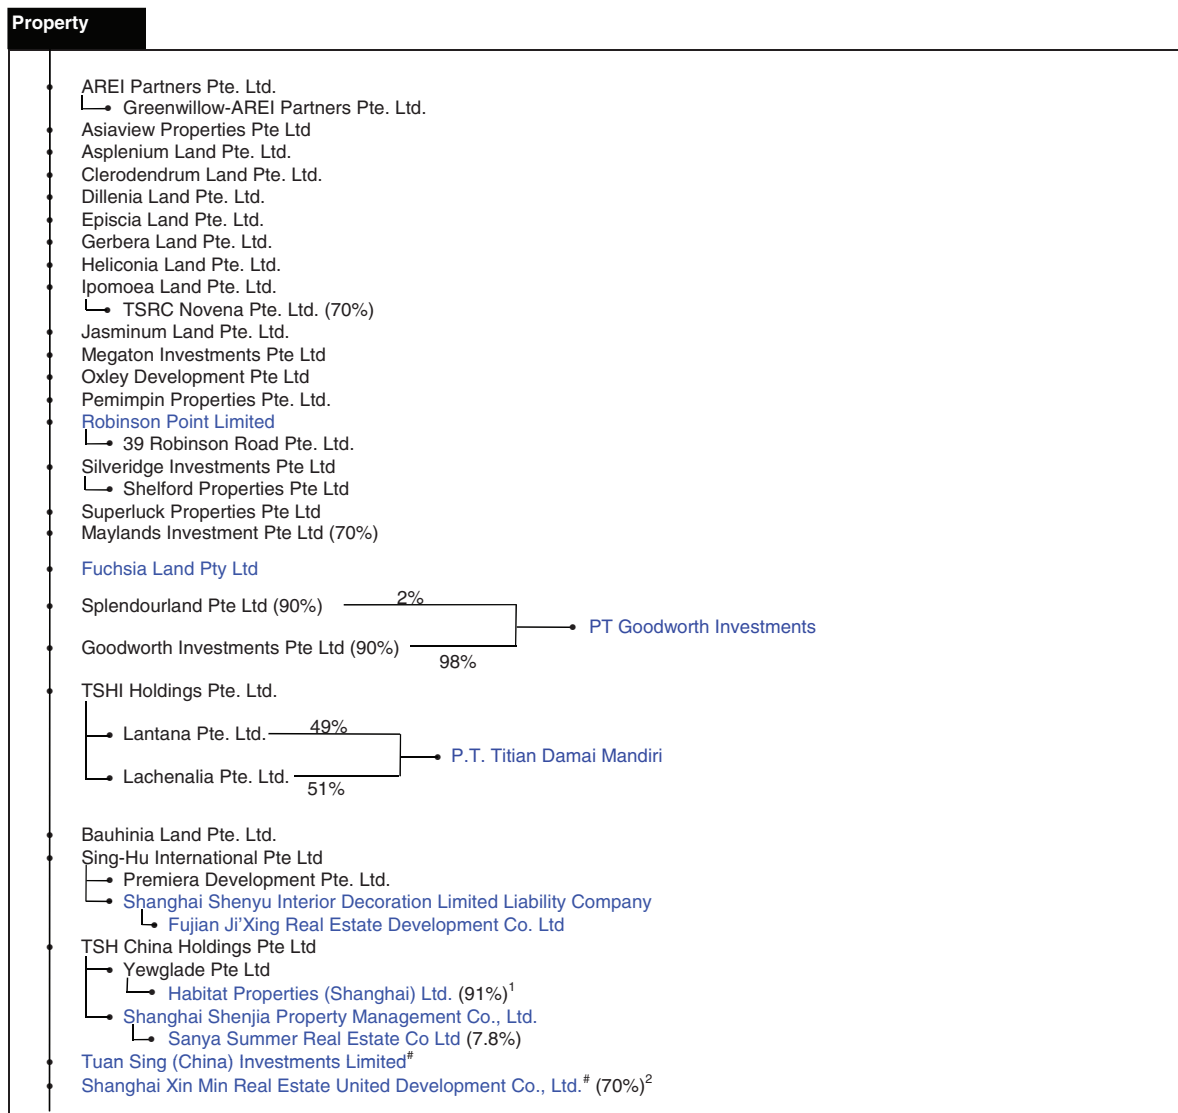 Property
AREI Partners Pte. Ltd.
Greenwillow-AREI Partners Pte. Ltd.
Asiaview Properties Pte Ltd
Asplenium Land Pte. Ltd.
Clerodendrum Land Pte. Ltd.
Dillenia Land Pte. Ltd.
Episcia Land Pte. Ltd.
Gerbera Land Pte. Ltd.
Heliconia Land Pte. Ltd.
Ipomoea Land Pte. Ltd.
TSRC Novena Pte. Ltd. (70%)
Jasminum Land Pte. Ltd.
Megaton Investments Pte Ltd
Oxley Development Pte Ltd
Pemimpin Properties Pte. Ltd.
Robinson Point Limited
39 Robinson Road Pte. Ltd.
Silveridge Investments Pte Ltd
Shelford Properties Pte Ltd
Superluck Properties Pte Ltd
Maylands Investment Pte Ltd (70%)
Fuchsia Land Pty Ltd
Splendourland Pte Ltd (90%) 2%
PT Goodworth Investments
Goodworth Investments Pte Ltd (90%) 98%
TSHI Holdings Pte. Ltd.
Lantana Pte. Ltd. 49%
P.T. Titian Damai Mandiri
Lachenalia Pte. Ltd. 51%
Bauhinia Land Pte. Ltd.
Sing-Hu International Pte Ltd
Premiera Development Pte. Ltd.
Shanghai Shenyu Interior Decoration Limited Liability Company
Fujian Ji'Xing Real Estate Development Co. Ltd
TSH China Holdings Pte Ltd
Yewglade Pte Ltd
Habitat Properties (Shanghai) Ltd. (91%)1
Shanghai Shenjia Property Management Co., Ltd.
Sanya Summer Real Estate Co Ltd (7.8%)
Tuan Sing (China) Investments Limited#
Shanghai Xin Min Real Estate United Development Co., Ltd.# (70%)2